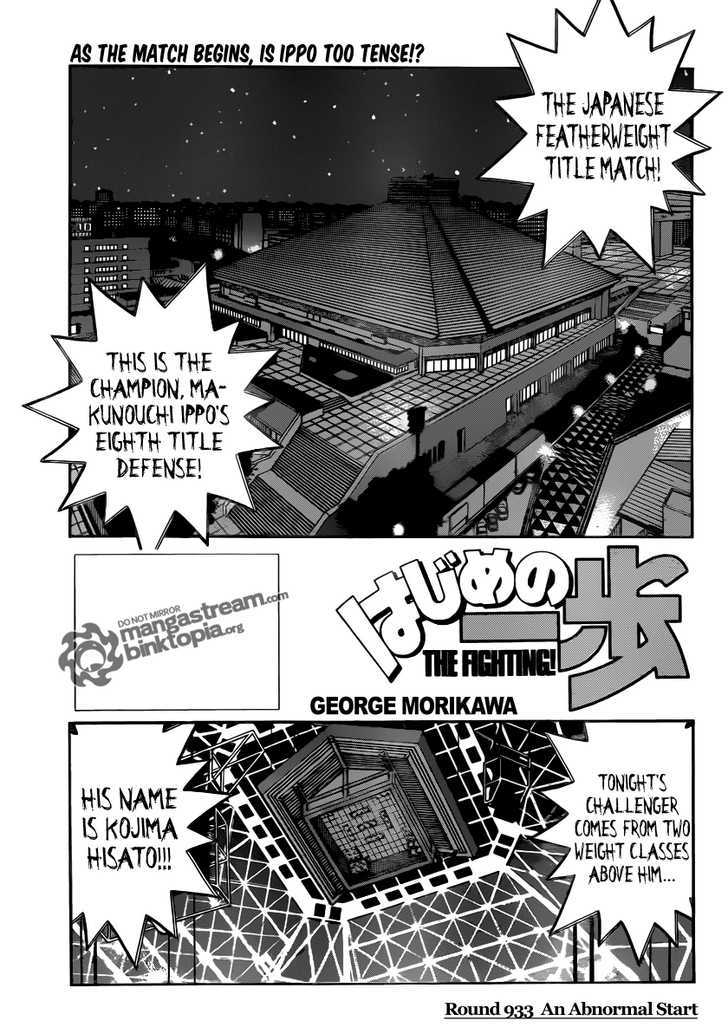 AS THE MATCH BEGINS, IS IPPO TOO TENSE!?
THE JAPANESE
FEATHERWEIGHT
TITLE MATCH!
THIS IS THE
CHAMPION, MA-
KUNOUCHI IPPO'S
EIGHTH TITLE
DEFENSE!
DO NOT MIRROR
mangastream.com
binktopia.org
はじめの一歩
THE FIGHTING!
GEORGE MORIKAWA
TONIGHT'S
CHALLENGER
COMES FROM TWO
WEIGHT CLASSES
ABOVE HIM...
HIS NAME
IS KOJIMA
HISATO!!!
Round 933 An Abnormal Start